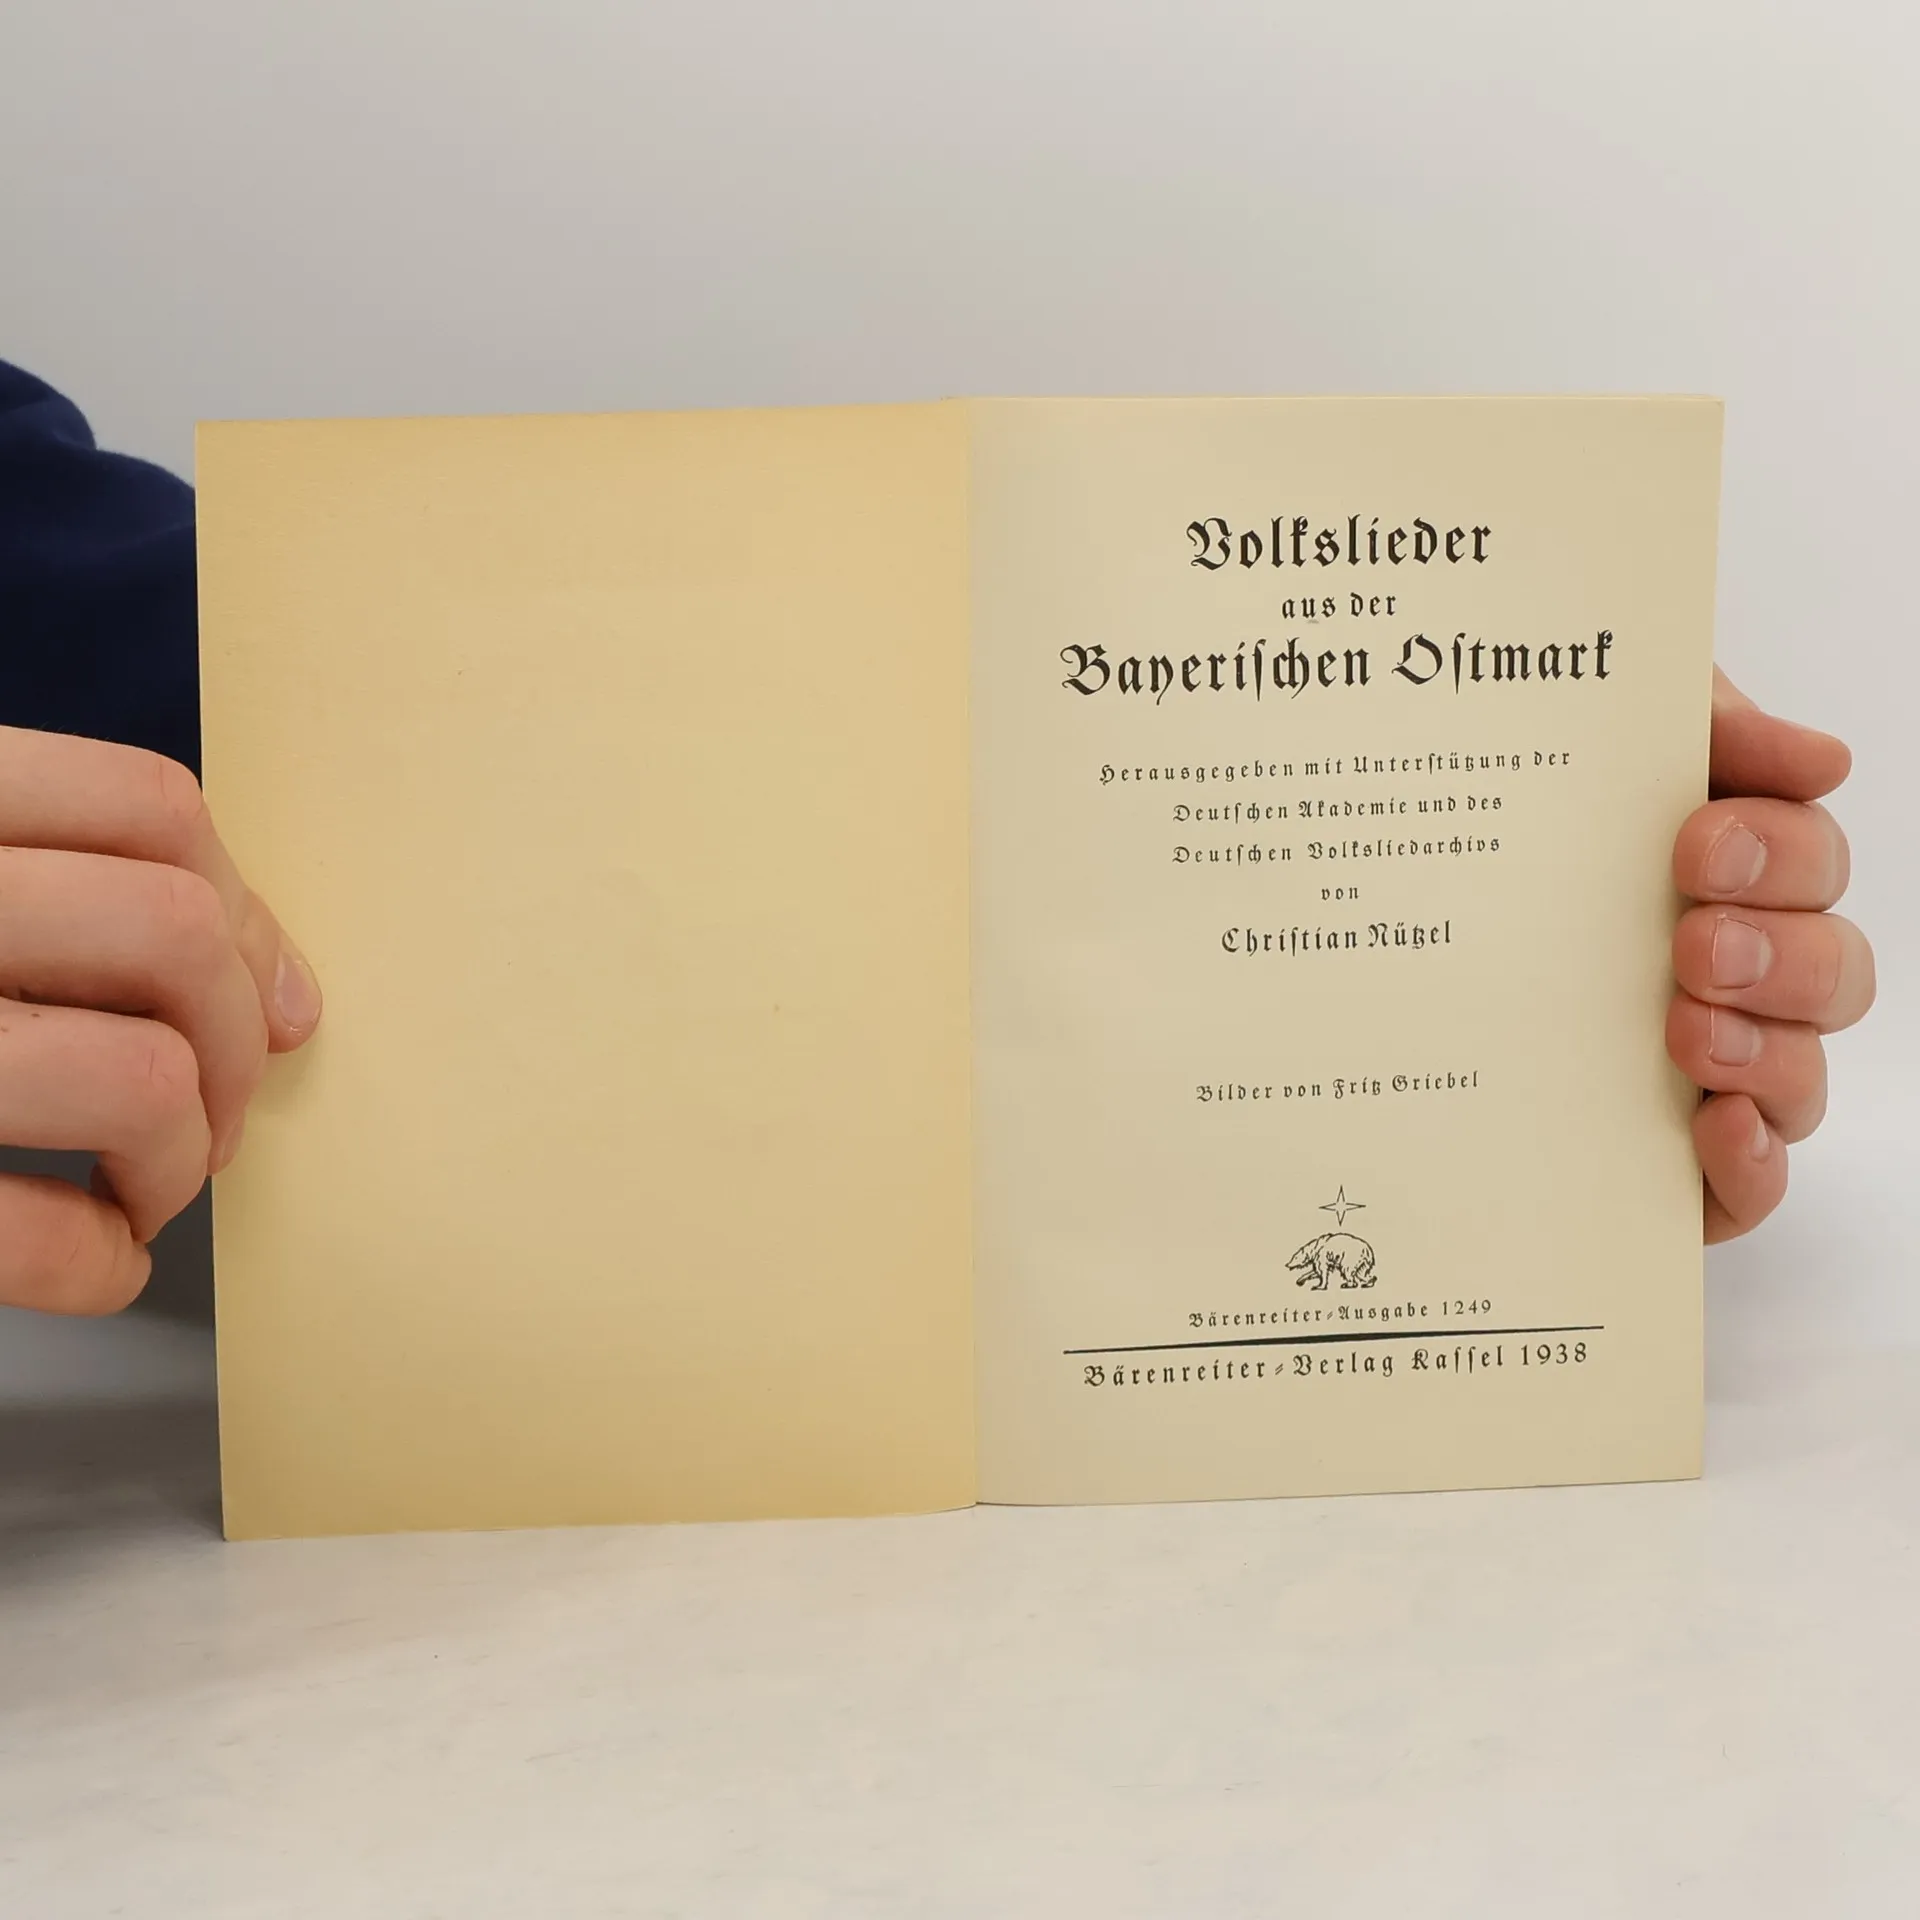 Volkslieder
aus der
Bayeriſchen Oſtmark
Herausgegeben mit Unterſtützung der
Deutſchen Akademie und des
Deutſchen Volksliedarchivs
von
Chriſtian Nützel
Bilder von Fritz Griebel
Bärenreiter-Ausgabe 1249
Bärenreiter-Verlag Kaſſel 1938